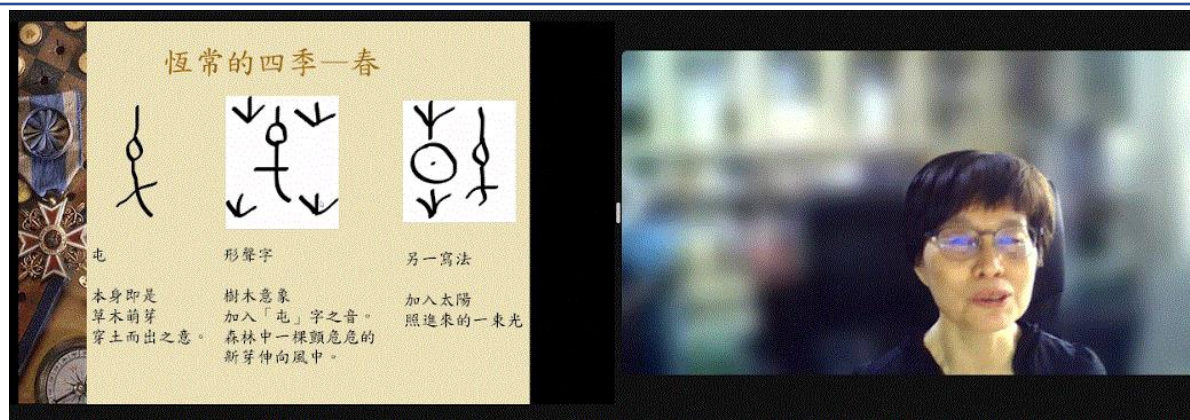 恆常的四季—春
屯
本身即是
草木萌芽
穿土而出之意。
形聲字
樹木意象
加入「屯」字之音。
森林中一棵顫危危的
新芽伸向風中。
另一寫法
加入太陽
照進來的一束光